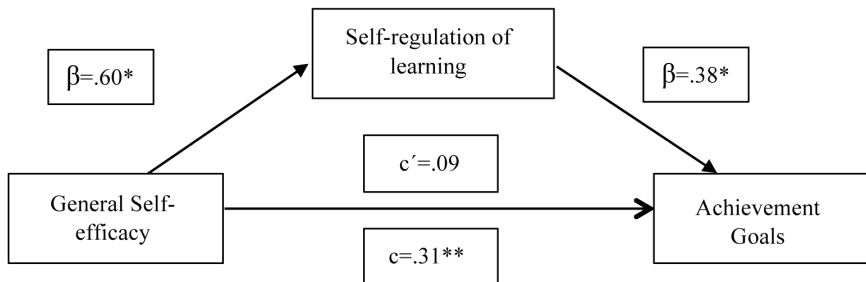 Self-regulation of
learning
β=.60*
β=.38*
c´=.09
General Self-
efficacy
Achievement
Goals
c=.31**